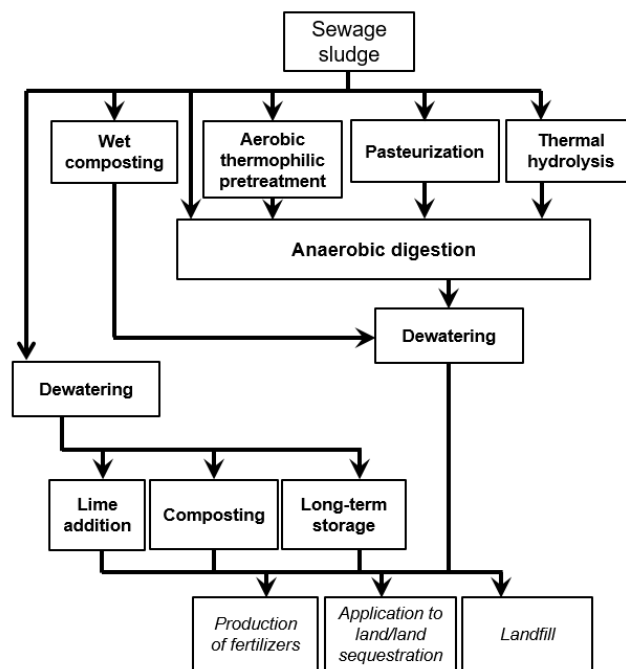 Sewage
sludge
Wet
composting
Aerobic
thermophilic
pretreatment
Pasteurization
Thermal
hydrolysis
Anaerobic digestion
Dewatering
Dewatering
Lime
addition
Composting
Long-term
storage
Production
of fertilizers
Application to
land/land
sequestration
Landfill